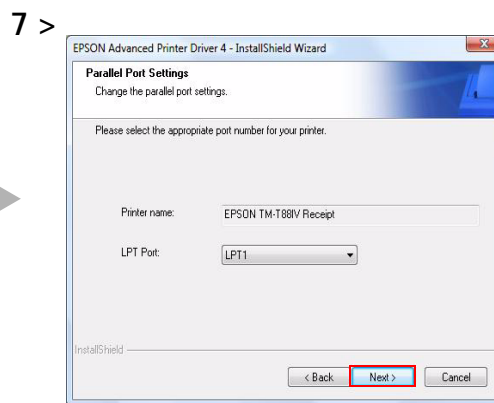 7 >
EPSON Advanced Printer Driver 4 - InstallShield Wizard
Parallel Port Settings
Change the parallel port settings.
Please select the appropriate port number for your printer.
Printer name: EPSON TM-T88IV Receipt
LPT Port: LPT1
InstallShield
< Back Next > Cancel